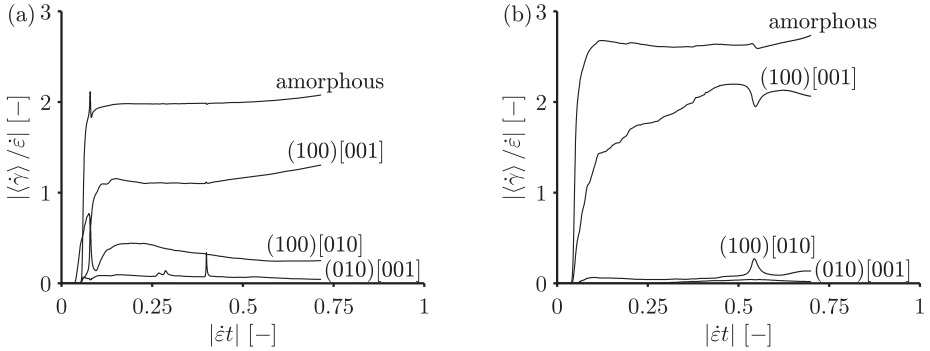 (a)
3
2
1
0
|⟨γ̇⟩ /ε̇| [−]
amorphous
(100)[001]
(100)[010]
(010)[001]
0 0.25 0.5 0.75 1
|ε̇t| [−]
(b)
3
2
1
0
|⟨γ̇⟩ /ε̇| [−]
amorphous
(100)[001]
(100)[010]
(010)[001]
0 0.25 0.5 0.75 1
|ε̇t| [−]